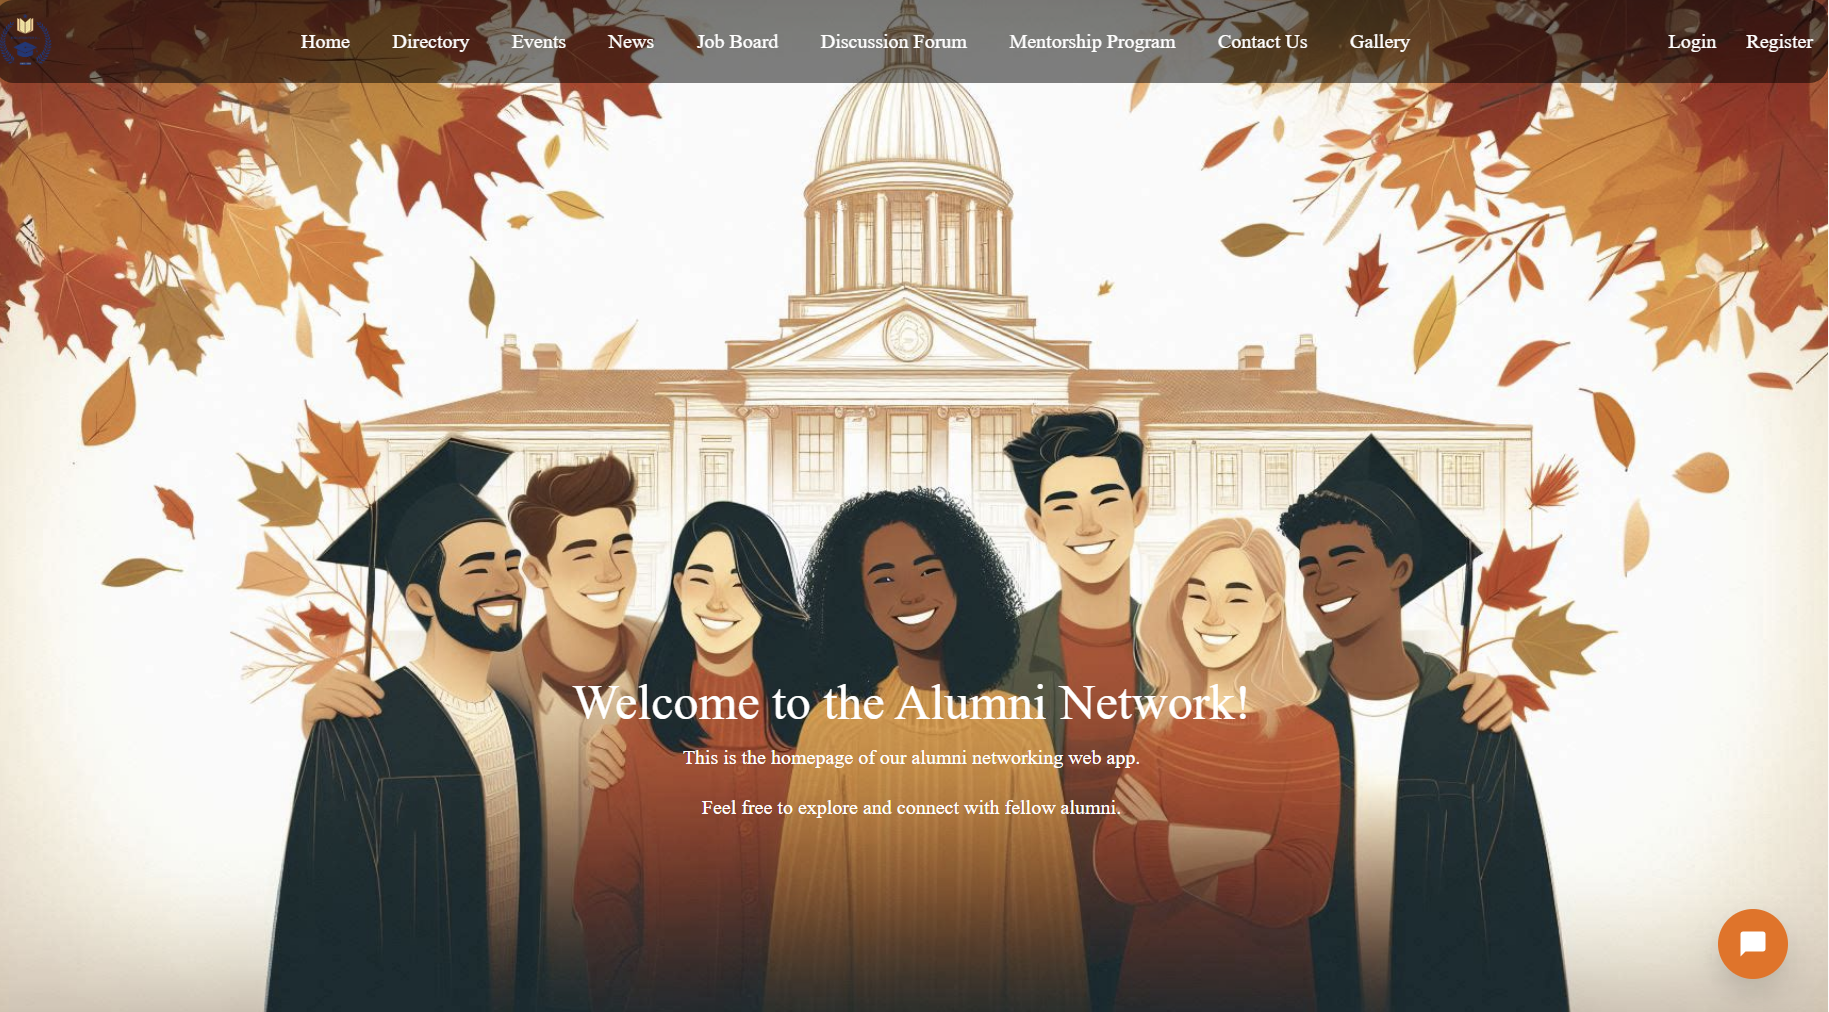 Home Directory Events News Job Board Discussion Forum Mentorship Program Contact Us Gallery Login Register
Welcome to the Alumni Network!
This is the homepage of our alumni networking web app.
Feel free to explore and connect with fellow alumni.